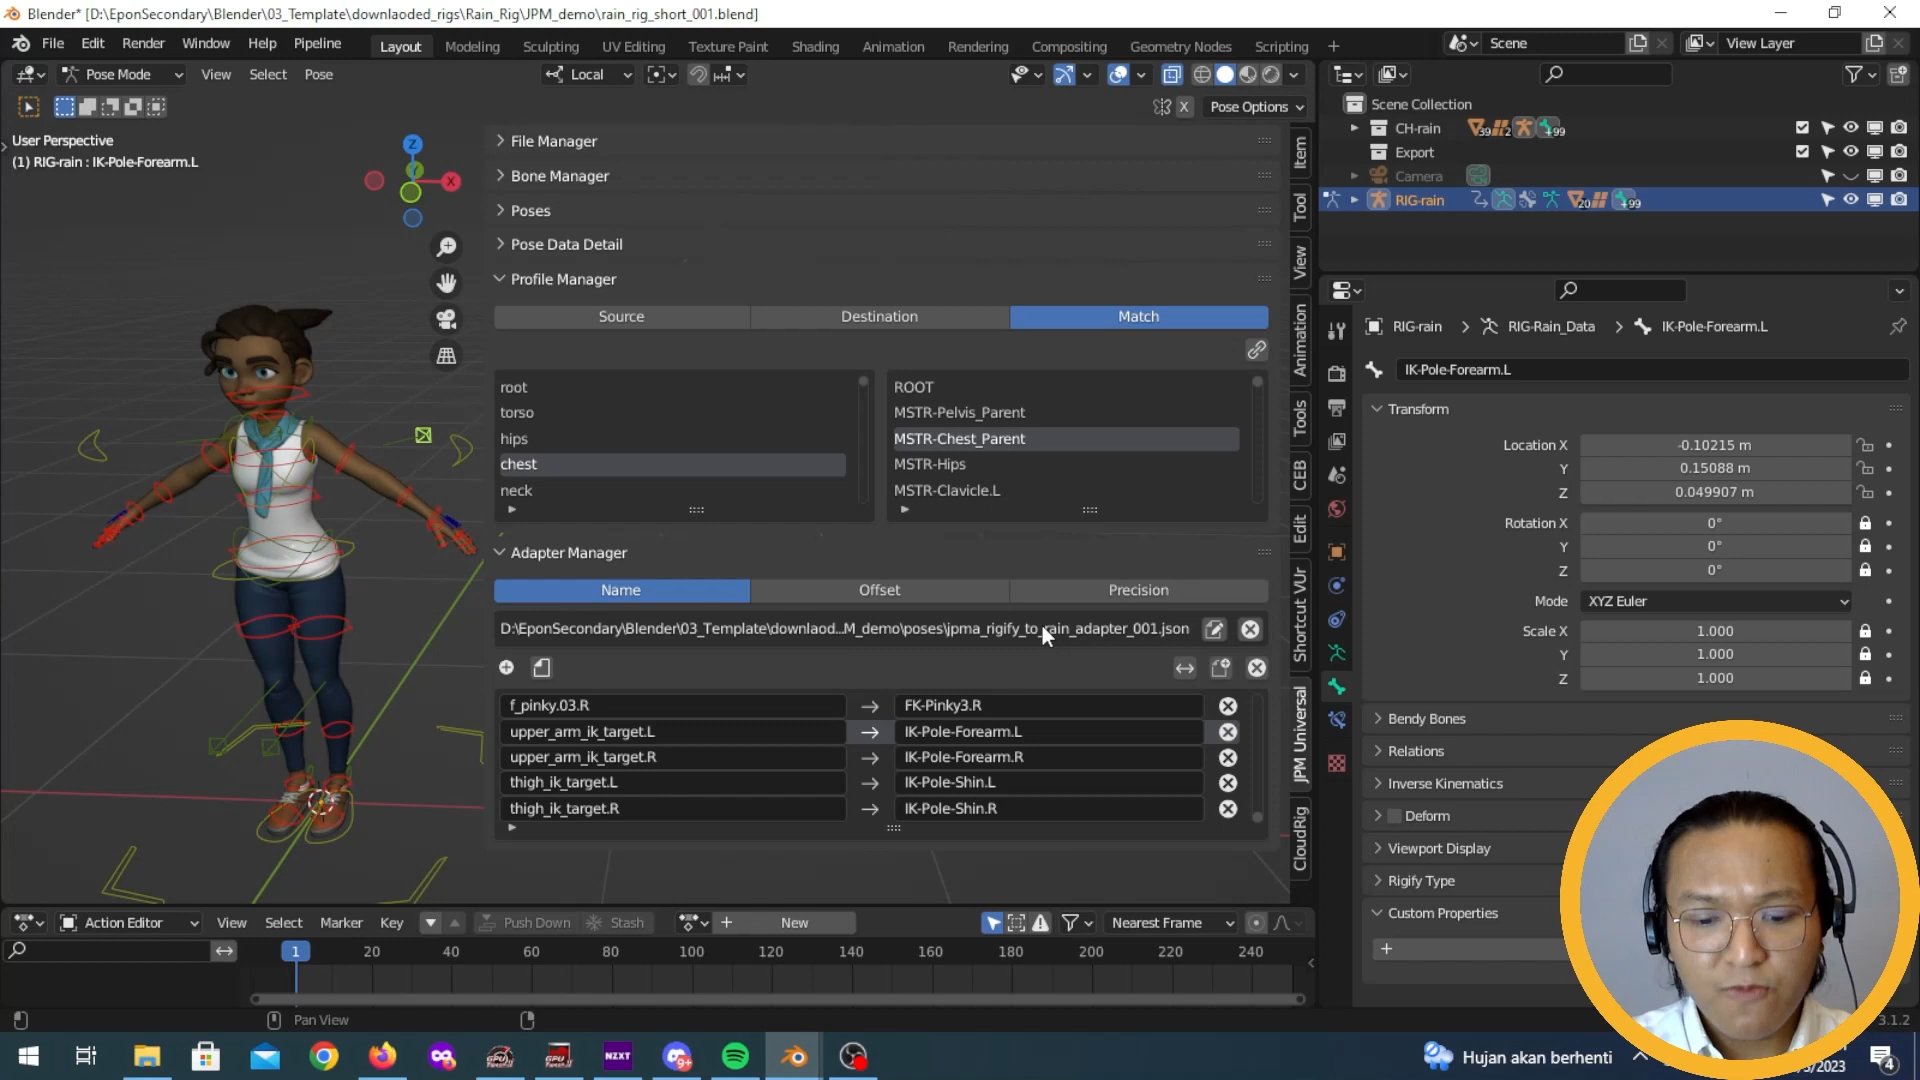 Blender* [D:\EponSecondary\Blender\03_Template\downlaoded_rigs\Rain_Rig\JPM_demo\rain_rig_short_001.blend]
File Edit Render Window Help Pipeline
Layout Modeling Sculpting UV Editing Texture Paint Shading Animation Rendering Compositing Geometry Nodes Scripting +
Scene
View Layer
Pose Mode View Select Pose
Local
X Pose Options
User Perspective
(1) RIG-rain : IK-Pole-Forearm.L
Z
Y
X
File Manager
Bone Manager
Poses
Pose Data Detail
Profile Manager
Source Destination Match
root
torso
hips
chest
neck
ROOT
MSTR-Pelvis_Parent
MSTR-Chest_Parent
MSTR-Hips
MSTR-Clavicle.L
Adapter Manager
Name Offset Precision
D:\EponSecondary\Blender\03_Template\downlaod...M_demo\poses\jpma_rigify_to_rain_adapter_001.json
f_pinky.03.R → FK-Pinky3.R
upper_arm_ik_target.L → IK-Pole-Forearm.L
upper_arm_ik_target.R → IK-Pole-Forearm.R
thigh_ik_target.L → IK-Pole-Shin.L
thigh_ik_target.R → IK-Pole-Shin.R
Item
Tool
View
Animation
Tools
CEB
Edit
Shortcut VUr
JPM Universal
CloudRig
Scene Collection
CH-rain 39 2 +99
Export
Camera
RIG-rain 20 +99
RIG-rain > RIG-Rain_Data > IK-Pole-Forearm.L
IK-Pole-Forearm.L
Transform
Location X -0.10215 m
Y 0.15088 m
Z 0.049907 m
Rotation X 0°
Y 0°
Z 0°
Mode XYZ Euler
Scale X 1.000
Y 1.000
Z 1.000
Bendy Bones
Relations
Inverse Kinematics
Deform
Viewport Display
Rigify Type
Custom Properties
+
Action Editor View Select Marker Key Push Down Stash + New Nearest Frame
1 20 40 60 80 100 120 140 160 180 200 220 240
Pan View
3.1.2
NZXT
9+
Hujan akan berhenti
/2023
4